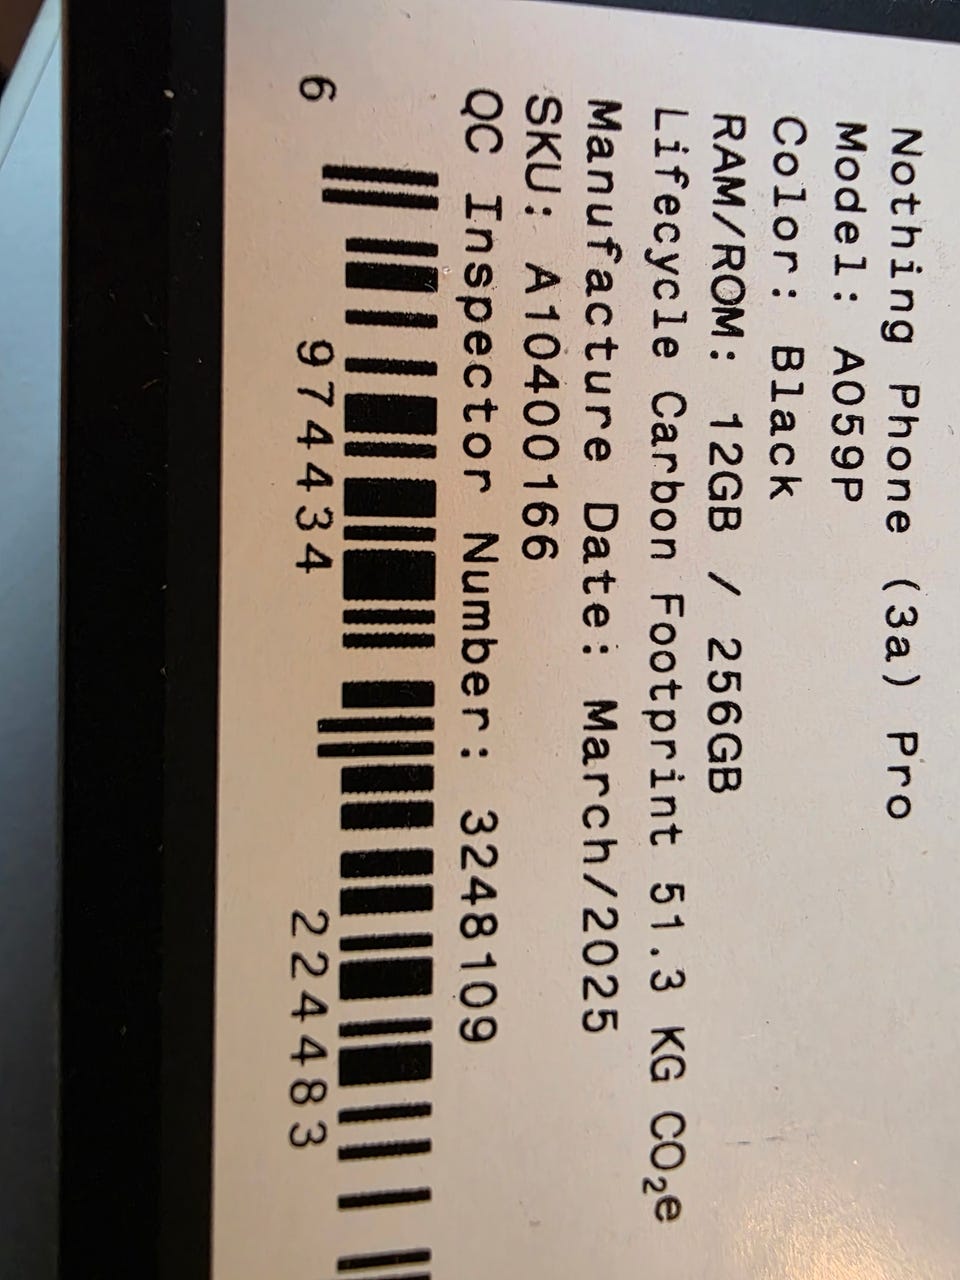 Nothing Phone (3a) Pro
Model: A059P
Color: Black
RAM/ROM: 12GB / 256GB
Lifecycle Carbon Footprint 51.3 KG CO₂e
Manufacture Date: March/2025
SKU: A10400166
QC Inspector Number: 3248109
6 974434 224483